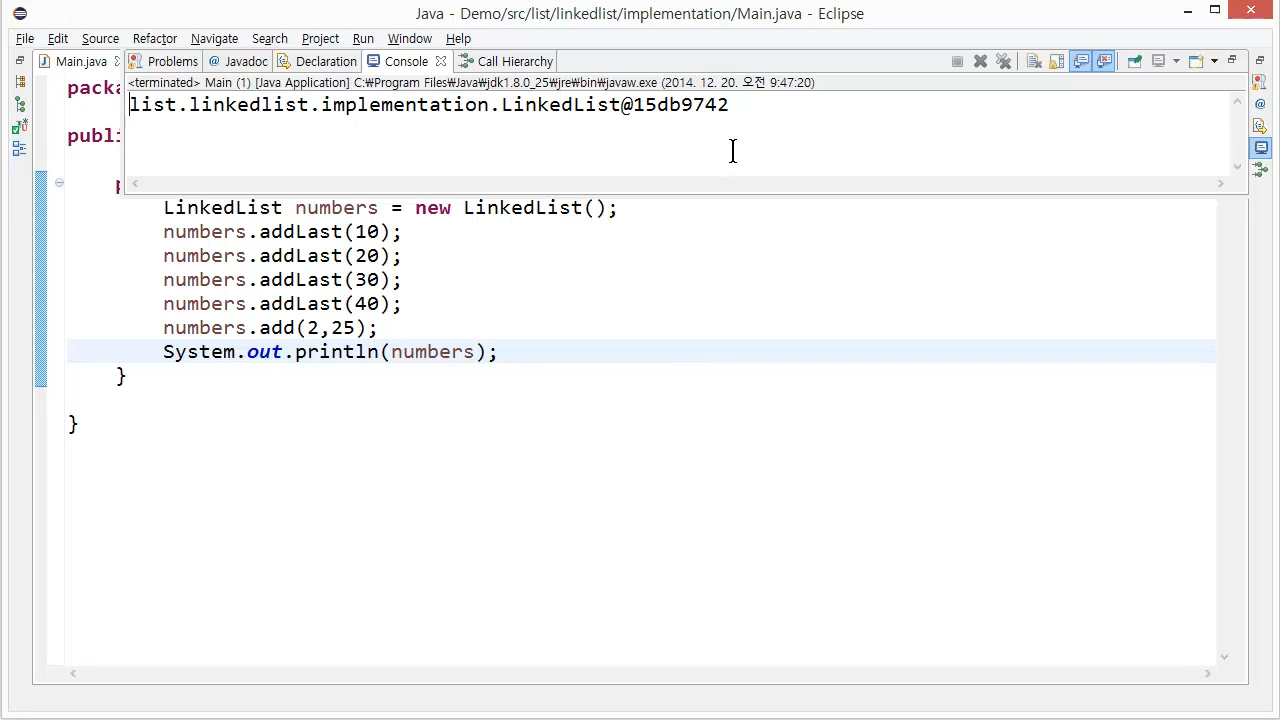 Java - Demo/src/list/linkedlist/implementation/Main.java - Eclipse
File Edit Source Refactor Navigate Search Project Run Window Help
Main.java Problems @ Javadoc Declaration Console Call Hierarchy
<terminated> Main (1) [Java Application] C:₩Program Files₩Java₩jdk1.8.0_25₩jre₩bin₩javaw.exe (2014. 12. 20. 오전 9:47:20)
packa
list.linkedlist.implementation.LinkedList@15db9742
publi
p
LinkedList numbers = new LinkedList();
numbers.addLast(10);
numbers.addLast(20);
numbers.addLast(30);
numbers.addLast(40);
numbers.add(2,25);
System.out.println(numbers);
}
}